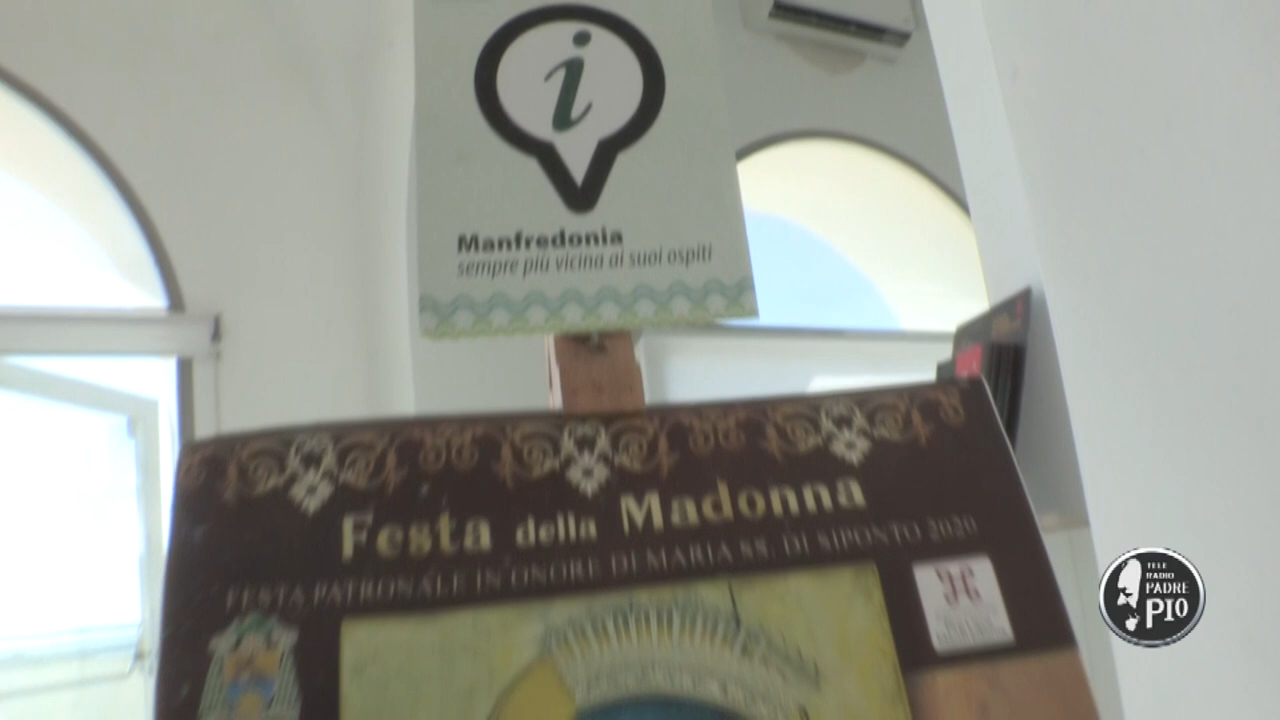 i
Manfredonia
sempre più vicina ai suoi ospiti
Festa della Madonna
FESTA PATRONALE IN ONORE DI MARIA SS. DI SIPONTO 2020
TELE
RADIO
PADRE
PIO